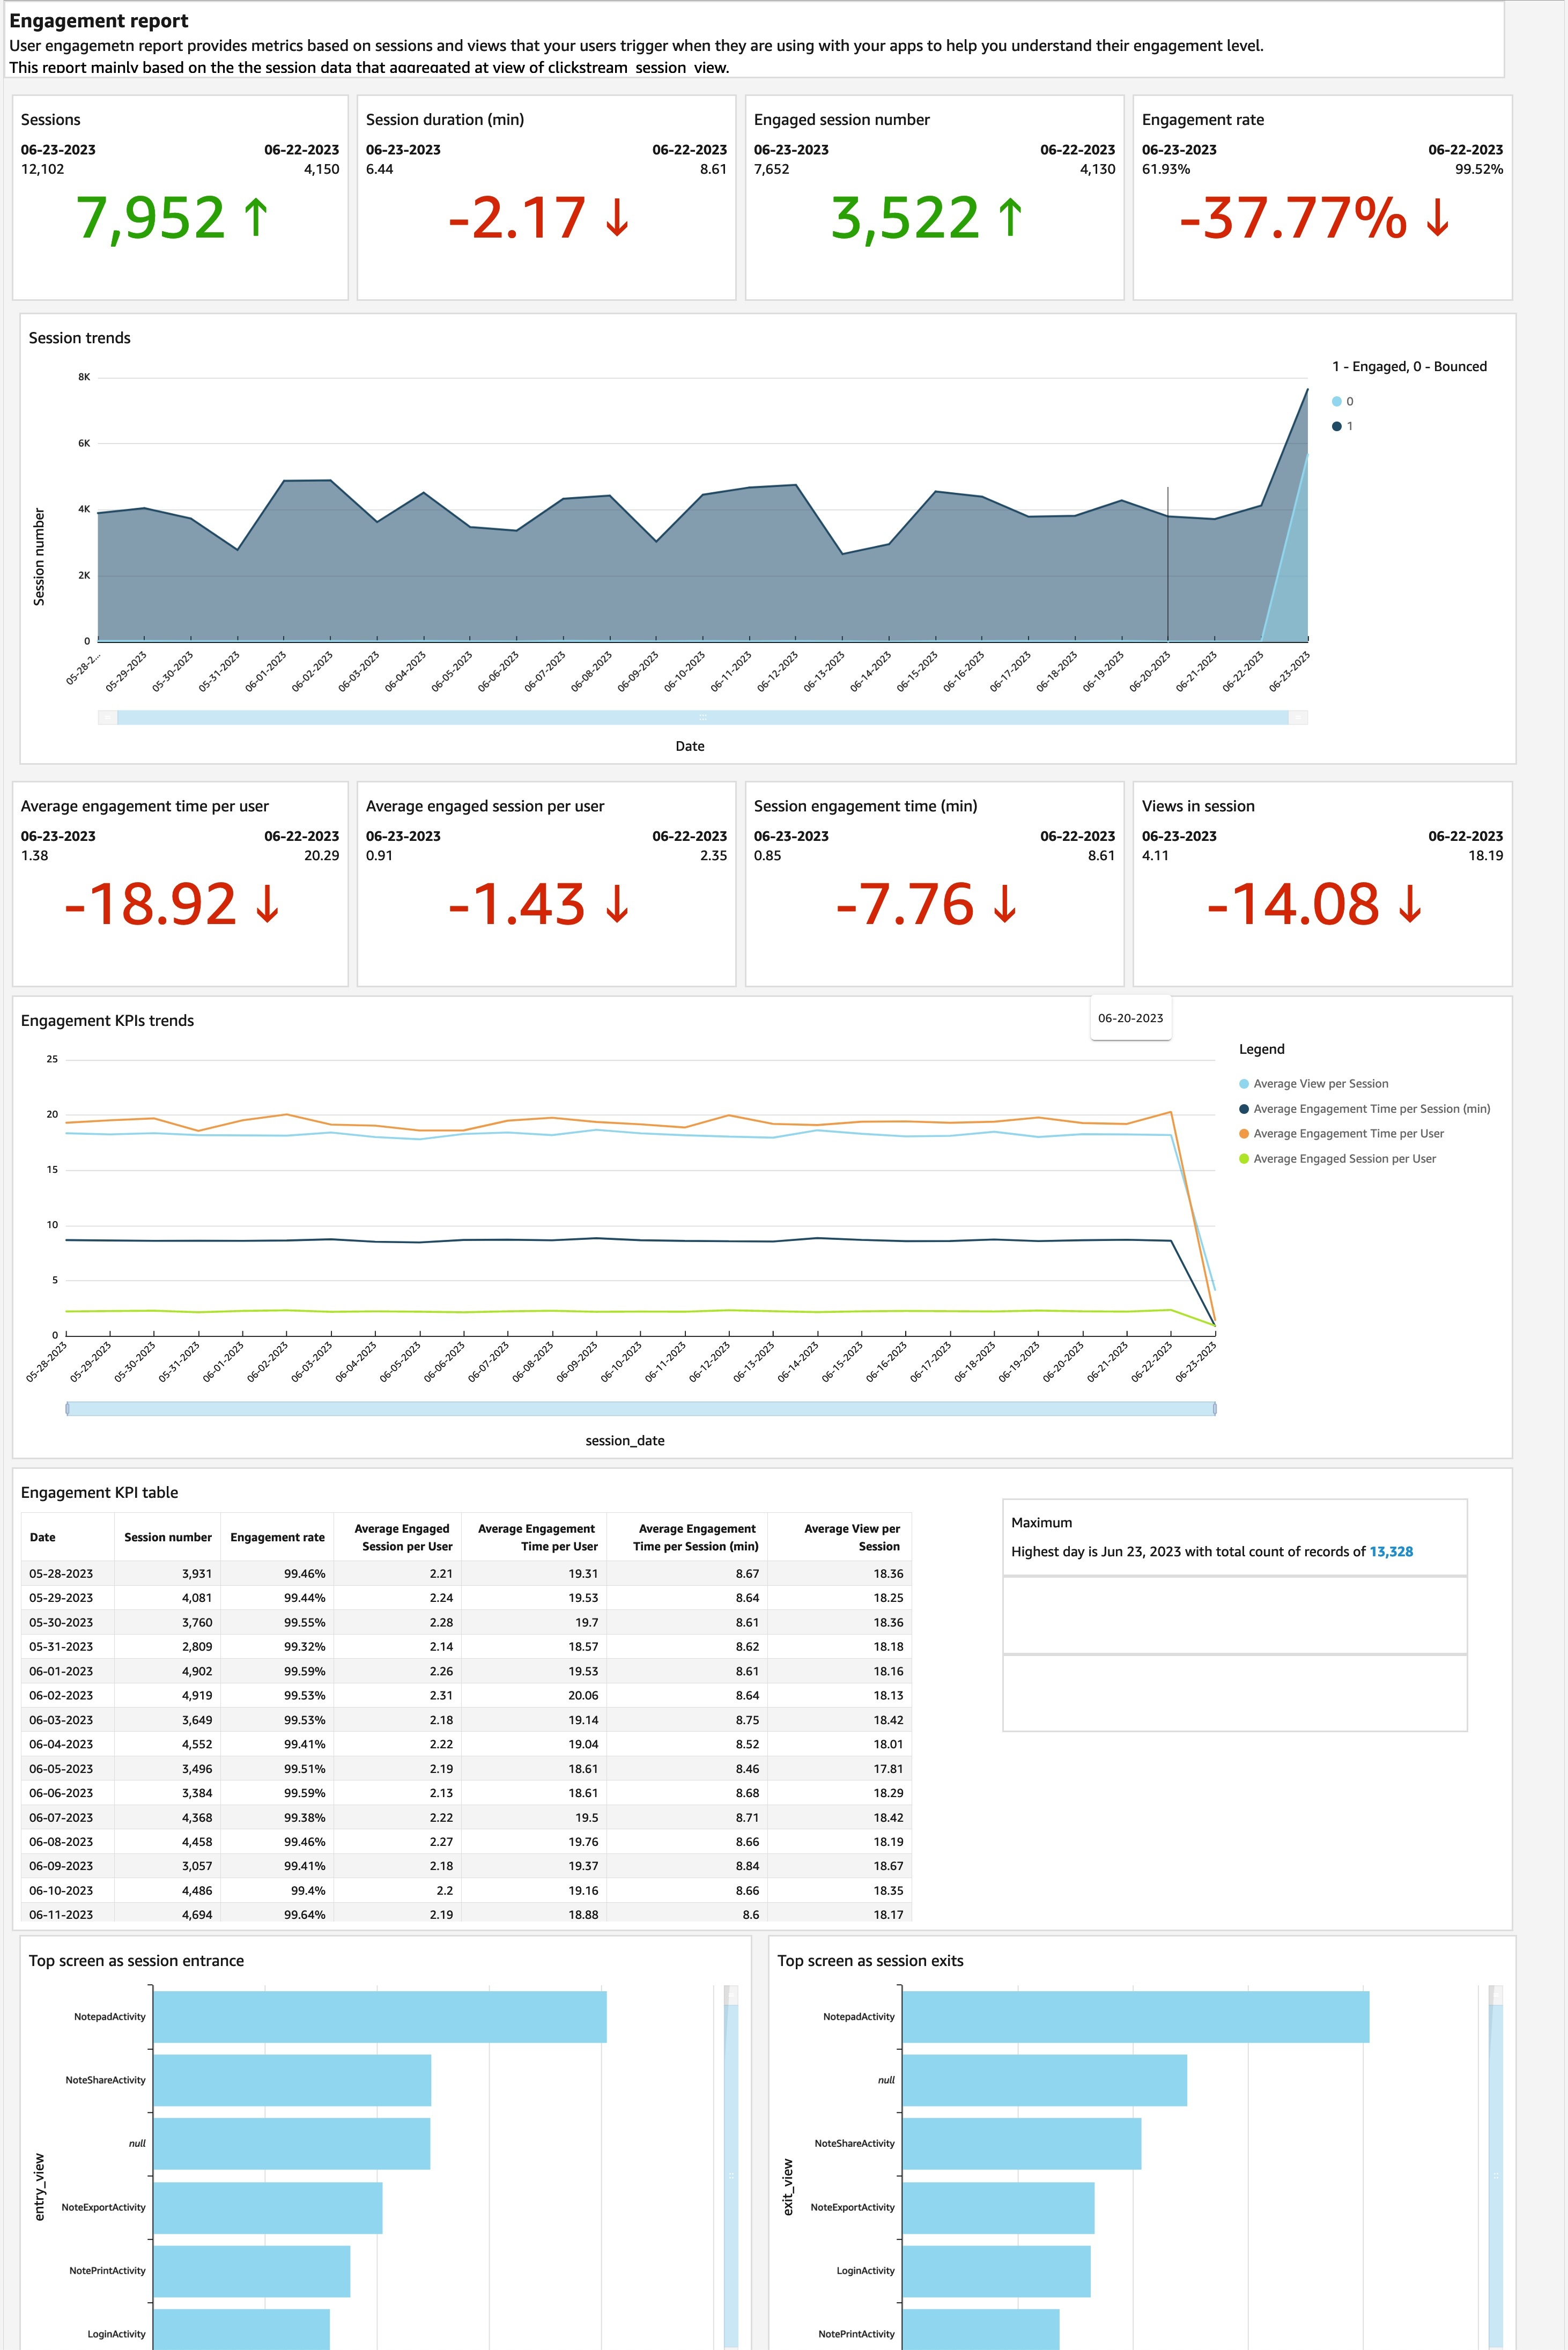 Engagement report
User engagemetn report provides metrics based on sessions and views that your users trigger when they are using with your apps to help you understand their engagement level.
This report mainly based on the the session data that aggregated at view of clickstream_session_view.
Sessions
06-23-2023 06-22-2023
12,102 4,150
7,952 ↑
Session duration (min)
06-23-2023 06-22-2023
6.44 8.61
-2.17 ↓
Engaged session number
06-23-2023 06-22-2023
7,652 4,130
3,522 ↑
Engagement rate
06-23-2023 06-22-2023
61.93% 99.52%
-37.77% ↓
Session trends
1 - Engaged, 0 - Bounced
0
1
8K
6K
4K
2K
0
Session number
05-28-2...
05-29-2023
05-30-2023
05-31-2023
06-01-2023
06-02-2023
06-03-2023
06-04-2023
06-05-2023
06-06-2023
06-07-2023
06-08-2023
06-09-2023
06-10-2023
06-11-2023
06-12-2023
06-13-2023
06-14-2023
06-15-2023
06-16-2023
06-17-2023
06-18-2023
06-19-2023
06-20-2023
06-21-2023
06-22-2023
06-23-2023
Date
Average engagement time per user
06-23-2023 06-22-2023
1.38 20.29
-18.92 ↓
Average engaged session per user
06-23-2023 06-22-2023
0.91 2.35
-1.43 ↓
Session engagement time (min)
06-23-2023 06-22-2023
0.85 8.61
-7.76 ↓
Views in session
06-23-2023 06-22-2023
4.11 18.19
-14.08 ↓
Engagement KPIs trends
06-20-2023
Legend
Average View per Session
Average Engagement Time per Session (min)
Average Engagement Time per User
Average Engaged Session per User
25
20
15
10
5
0
05-28-2023
05-29-2023
05-30-2023
05-31-2023
06-01-2023
06-02-2023
06-03-2023
06-04-2023
06-05-2023
06-06-2023
06-07-2023
06-08-2023
06-09-2023
06-10-2023
06-11-2023
06-12-2023
06-13-2023
06-14-2023
06-15-2023
06-16-2023
06-17-2023
06-18-2023
06-19-2023
06-20-2023
06-21-2023
06-22-2023
06-23-2023
session_date
Engagement KPI table
Date Session number Engagement rate Average Engaged Session per User Average Engagement Time per User Average Engagement Time per Session (min) Average View per Session
05-28-2023 3,931 99.46% 2.21 19.31 8.67 18.36
05-29-2023 4,081 99.44% 2.24 19.53 8.64 18.25
05-30-2023 3,760 99.55% 2.28 19.7 8.61 18.36
05-31-2023 2,809 99.32% 2.14 18.57 8.62 18.18
06-01-2023 4,902 99.59% 2.26 19.53 8.61 18.16
06-02-2023 4,919 99.53% 2.31 20.06 8.64 18.13
06-03-2023 3,649 99.53% 2.18 19.14 8.75 18.42
06-04-2023 4,552 99.41% 2.22 19.04 8.52 18.01
06-05-2023 3,496 99.51% 2.19 18.61 8.46 17.81
06-06-2023 3,384 99.59% 2.13 18.61 8.68 18.29
06-07-2023 4,368 99.38% 2.22 19.5 8.71 18.42
06-08-2023 4,458 99.46% 2.27 19.76 8.66 18.19
06-09-2023 3,057 99.41% 2.18 19.37 8.84 18.67
06-10-2023 4,486 99.4% 2.2 19.16 8.66 18.35
06-11-2023 4,694 99.64% 2.19 18.88 8.6 18.17
Maximum
Highest day is Jun 23, 2023 with total count of records of 13,328
Top screen as session entrance
entry_view
NotepadActivity
NoteShareActivity
null
NoteExportActivity
NotePrintActivity
LoginActivity
Top screen as session exits
exit_view
NotepadActivity
null
NoteShareActivity
NoteExportActivity
LoginActivity
NotePrintActivity